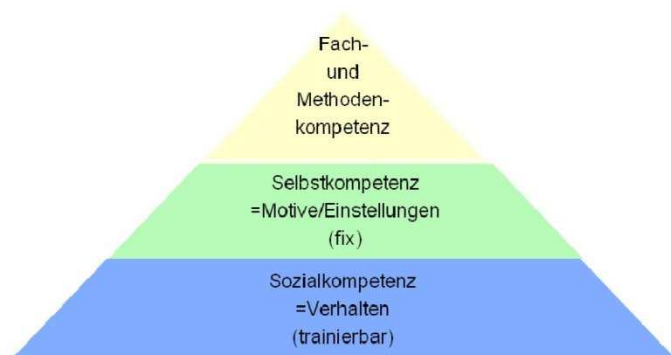 Fach-
und
Methoden-
kompetenz
Selbstkompetenz
=Motive/Einstellungen
(fix)
Sozialkompetenz
=Verhalten
(trainierbar)